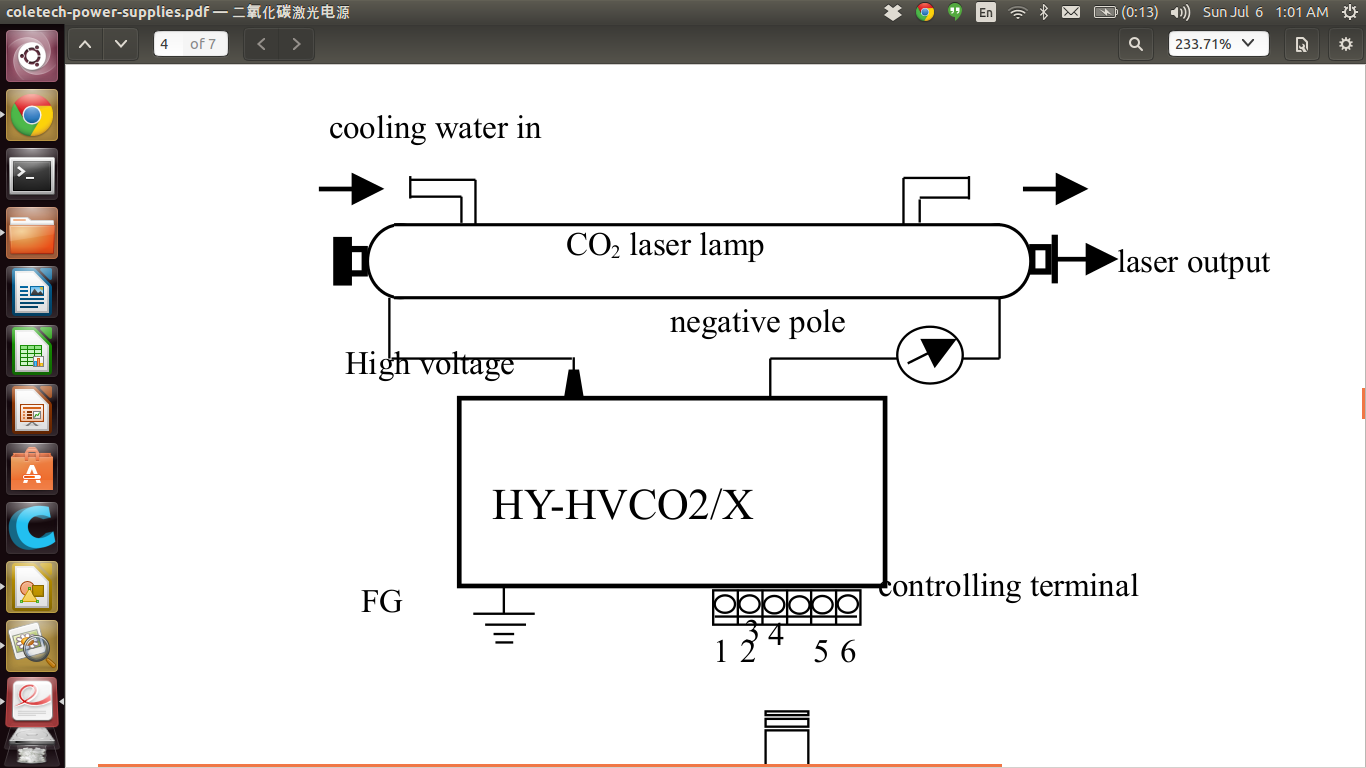 coletech-power-supplies.pdf — 二氧化碳激光电源
En
(0:13)
Sun Jul 6 1:01 AM
4 of 7
233.71%
cooling water in
CO₂ laser lamp
laser output
negative pole
High voltage
HY-HVCO2/X
controlling terminal
FG
3 4
1 2 5 6